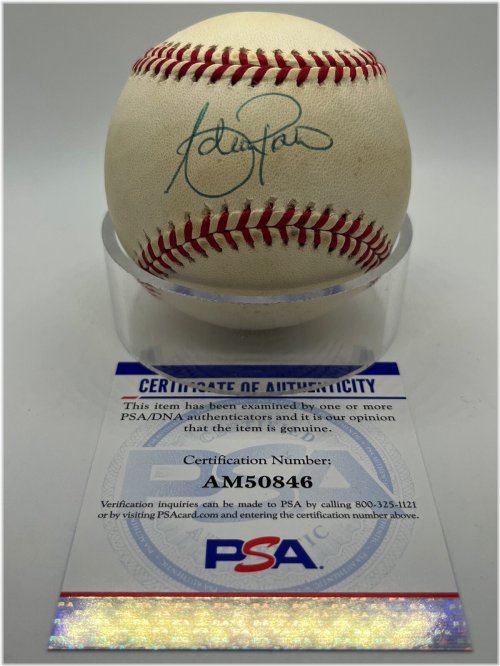 CERTIFICATE OF AUTHENTICITY
This item has been examined by one or more
PSA/DNA authenticators and it is our opinion
that the item is genuine.
Certification Number:
AM50846
Verification inquiries can be made to PSA by calling 800-325-1121
or by visiting PSAcard.com and entering the certification number above.
PSA